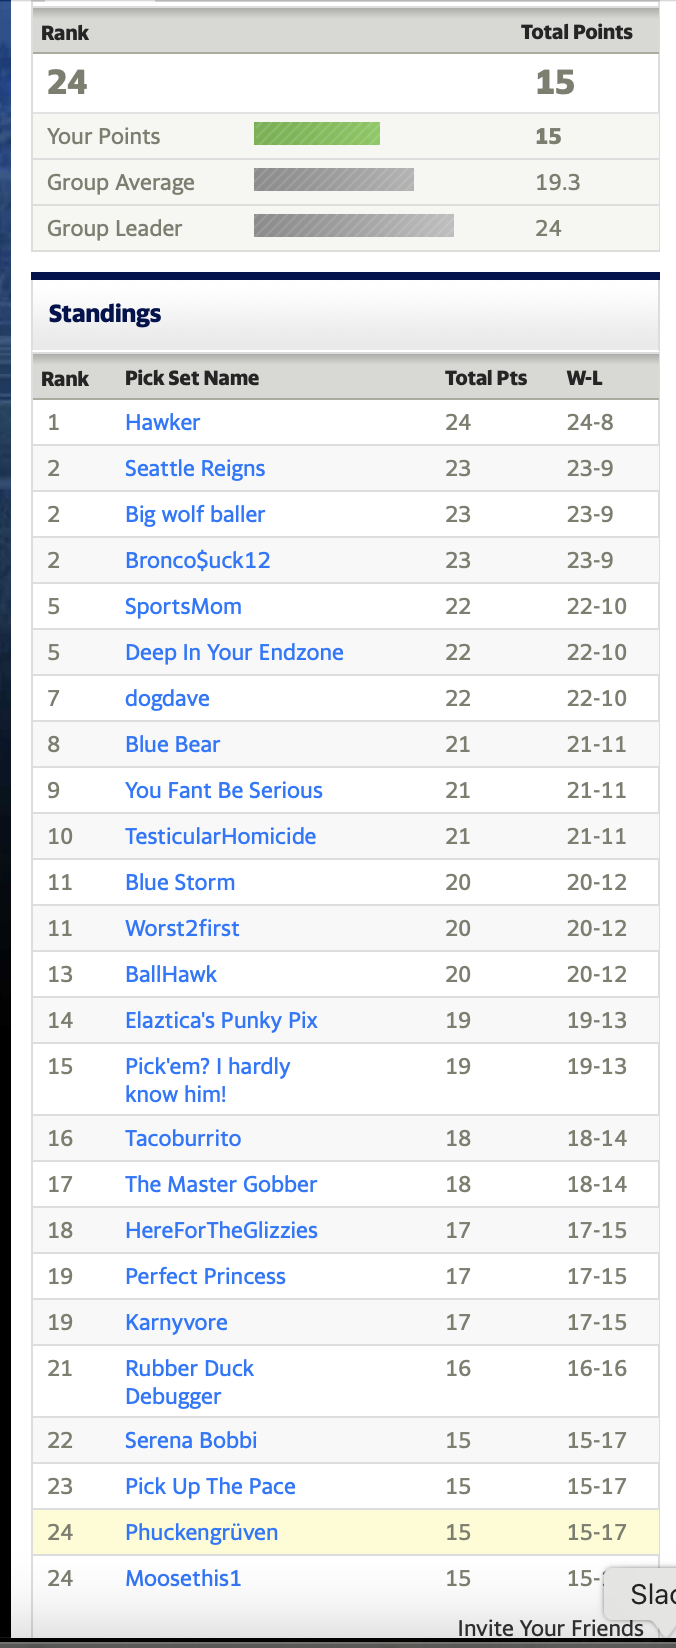 Rank Total Points
24 15
Your Points 15
Group Average 19.3
Group Leader 24
Standings
Rank Pick Set Name Total Pts W-L
1 Hawker 24 24-8
2 Seattle Reigns 23 23-9
2 Big wolf baller 23 23-9
2 Bronco$uck12 23 23-9
5 SportsMom 22 22-10
5 Deep In Your Endzone 22 22-10
7 dogdave 22 22-10
8 Blue Bear 21 21-11
9 You Fant Be Serious 21 21-11
10 TesticularHomicide 21 21-11
11 Blue Storm 20 20-12
11 Worst2first 20 20-12
13 BallHawk 20 20-12
14 Elaztica's Punky Pix 19 19-13
15 Pick'em? I hardly 19 19-13
know him!
16 Tacoburrito 18 18-14
17 The Master Gobber 18 18-14
18 HereForTheGlizzies 17 17-15
19 Perfect Princess 17 17-15
19 Karnyvore 17 17-15
21 Rubber Duck 16 16-16
Debugger
22 Serena Bobbi 15 15-17
23 Pick Up The Pace 15 15-17
24 Phuckengrüven 15 15-17
24 Moosethis1 15 15-
Invite Your Friends